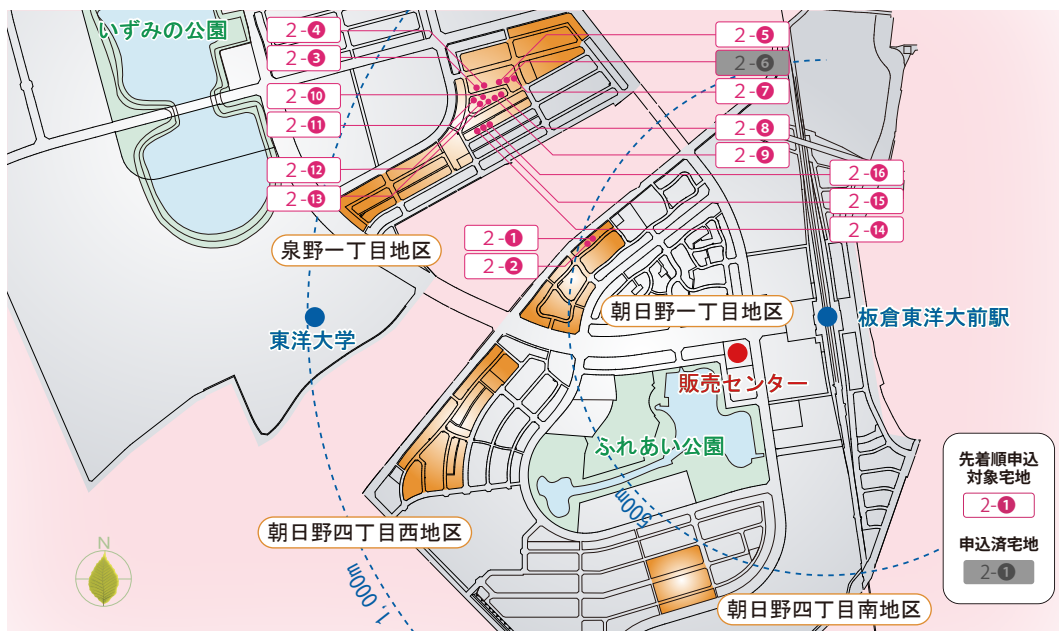 いずみの公園
2-❹
2-❸
2-❿
2-⓫
2-⓬
2-⓭
2-❺
2-❻
2-❼
2-❽
2-❾
2-⓰
2-⓯
2-⓮
2-❶
2-❷
泉野一丁目地区
朝日野一丁目地区
東洋大学
板倉東洋大前駅
販売センター
ふれあい公園
500m
朝日野四丁目西地区
1,000m
朝日野四丁目南地区
N
先着順申込
対象宅地
2-❶
申込済宅地
2-❶